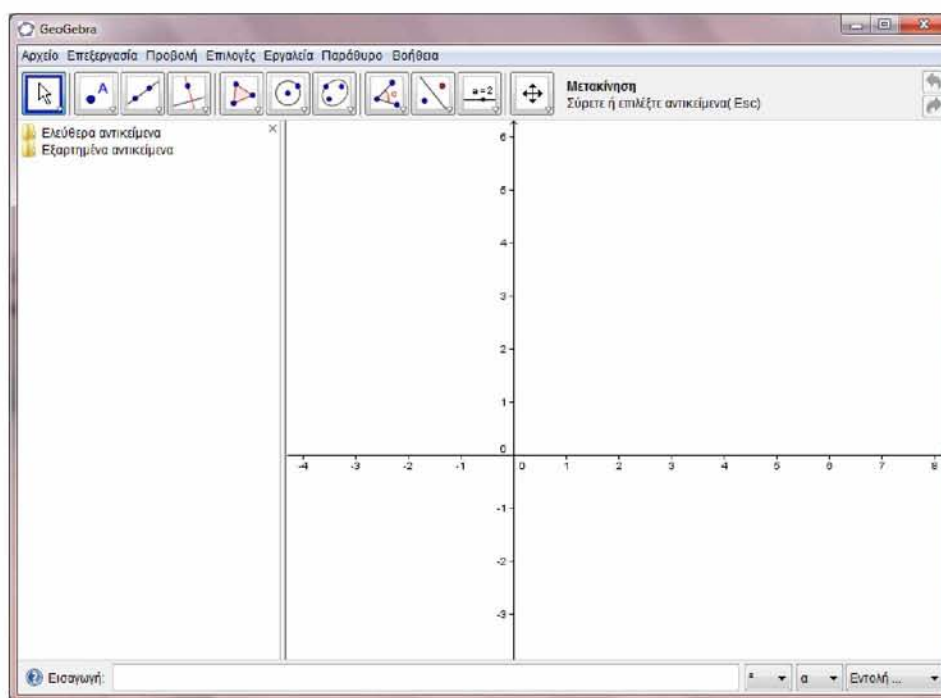 GeoGebra
Αρχείο Επεξεργασία Προβολή Επιλογές Εργαλεία Παράθυρο Βοήθεια
A
α
a=2
Μετακίνηση
Σύρετε ή επιλέξτε αντικείμενα( Esc)
Ελεύθερα αντικείμενα
Εξαρτημένα αντικείμενα
6
5
4
3
2
1
0
-4 -3 -2 -1 0 1 2 3 4 5 6 7 8
-1
-2
-3
Εισαγωγή:
α
Εντολή ...